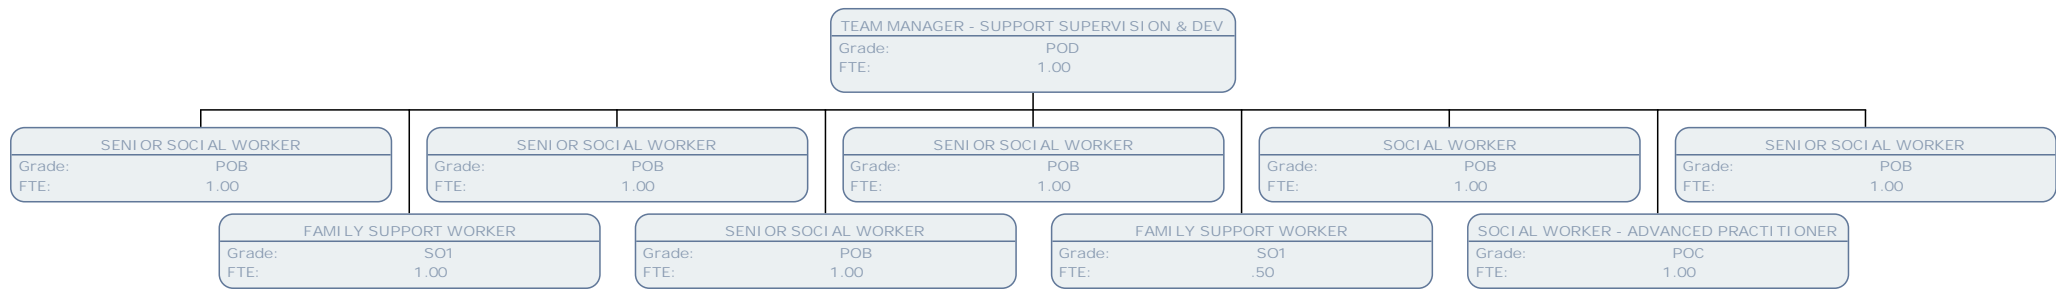 TEAM MANAGER - SUPPORT SUPERVISION & DEV
Grade: POD
FTE: 1.00
SENIOR SOCIAL WORKER
Grade: POB
FTE: 1.00
SENIOR SOCIAL WORKER
Grade: POB
FTE: 1.00
SENIOR SOCIAL WORKER
Grade: POB
FTE: 1.00
SOCIAL WORKER
Grade: POB
FTE: 1.00
SENIOR SOCIAL WORKER
Grade: POB
FTE: 1.00
FAMILY SUPPORT WORKER
Grade: SO1
FTE: 1.00
SENIOR SOCIAL WORKER
Grade: POB
FTE: 1.00
FAMILY SUPPORT WORKER
Grade: SO1
FTE: .50
SOCIAL WORKER - ADVANCED PRACTITIONER
Grade: POC
FTE: 1.00